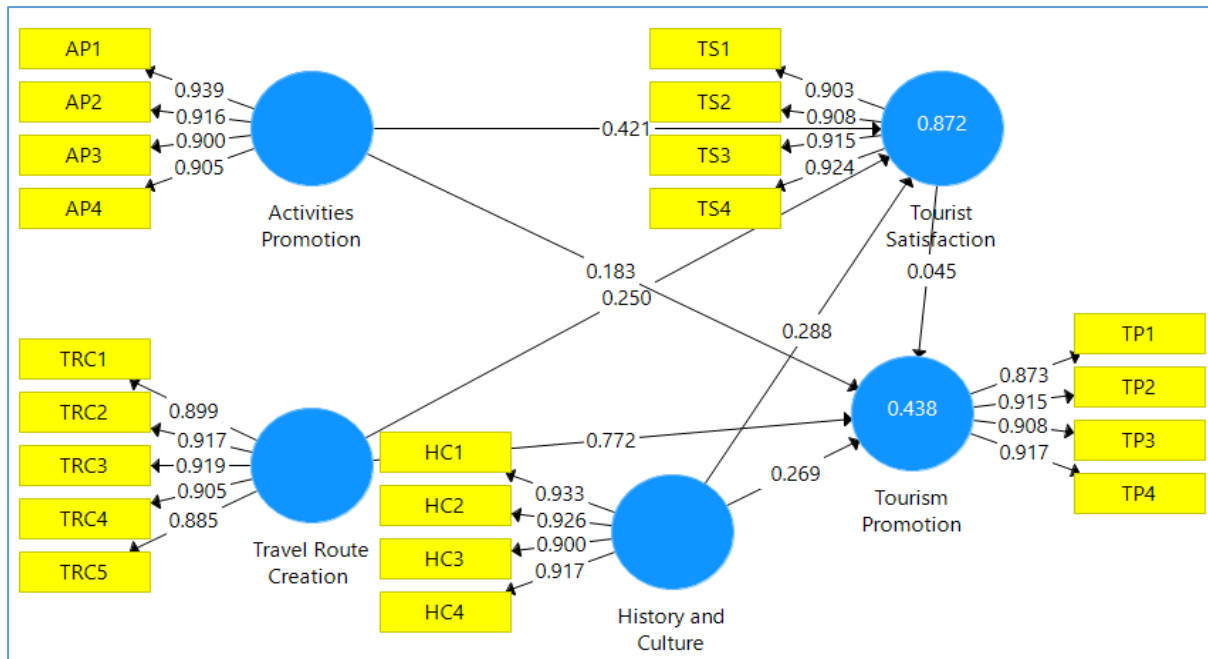 AP1
AP2
AP3
AP4
0.939
0.916
0.900
0.905
Activities
Promotion
TS1
TS2
TS3
TS4
0.903
0.908
0.915
0.924
0.872
Tourist
Satisfaction
0.421
0.183
0.250
0.045
0.288
TRC1
TRC2
TRC3
TRC4
TRC5
0.899
0.917
0.919
0.905
0.885
Travel Route
Creation
0.772
0.269
HC1
HC2
HC3
HC4
0.933
0.926
0.900
0.917
History and
Culture
0.438
Tourism
Promotion
0.873
0.915
0.908
0.917
TP1
TP2
TP3
TP4